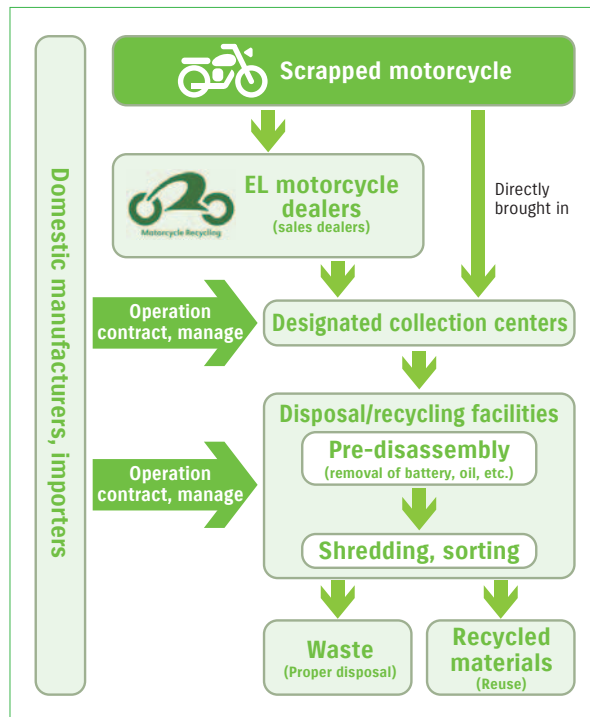 Scrapped motorcycle
Domestic manufacturers, importers
EL motorcycle
dealers
(sales dealers)
Motorcycle Recycling
Directly
brought in
Operation
contract, manage
Designated collection centers
Disposal/recycling facilities
Pre-disassembly
(removal of battery, oil, etc.)
Operation
contract, manage
Shredding, sorting
Waste
(Proper disposal)
Recycled
materials
(Reuse)